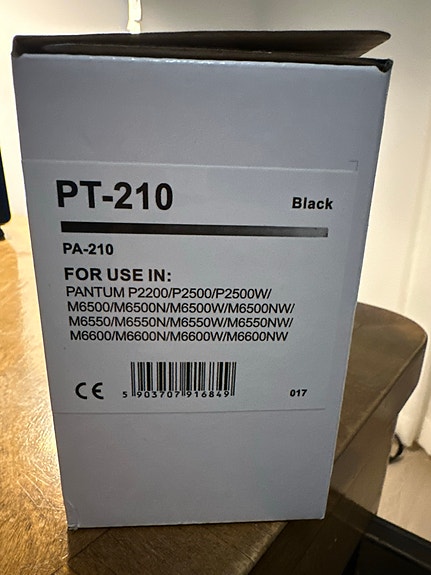 PT-210
Black
PA-210
FOR USE IN:
PANTUM P2200/P2500/P2500W/
M6500/M6500N/M6500W/M6500NW/
M6550/M6550N/M6550W/M6550NW/
M6600/M6600N/M6600W/M6600NW
CE
5 903707 916849
017